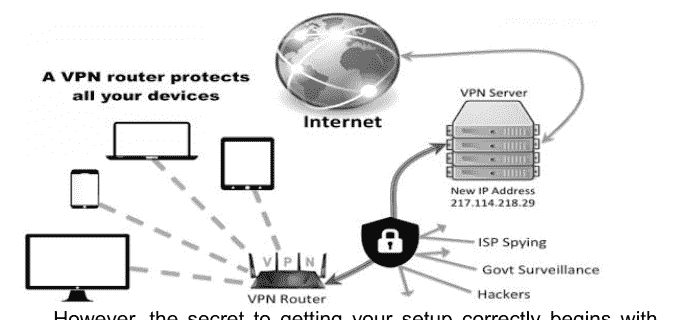 A VPN router protects
all your devices
Internet
VPN Server
New IP Address
217.114.218.29
ISP Spying
Govt Surveillance
Hackers
V P N
VPN Router
However, the secret to getting your setup correctly begins with